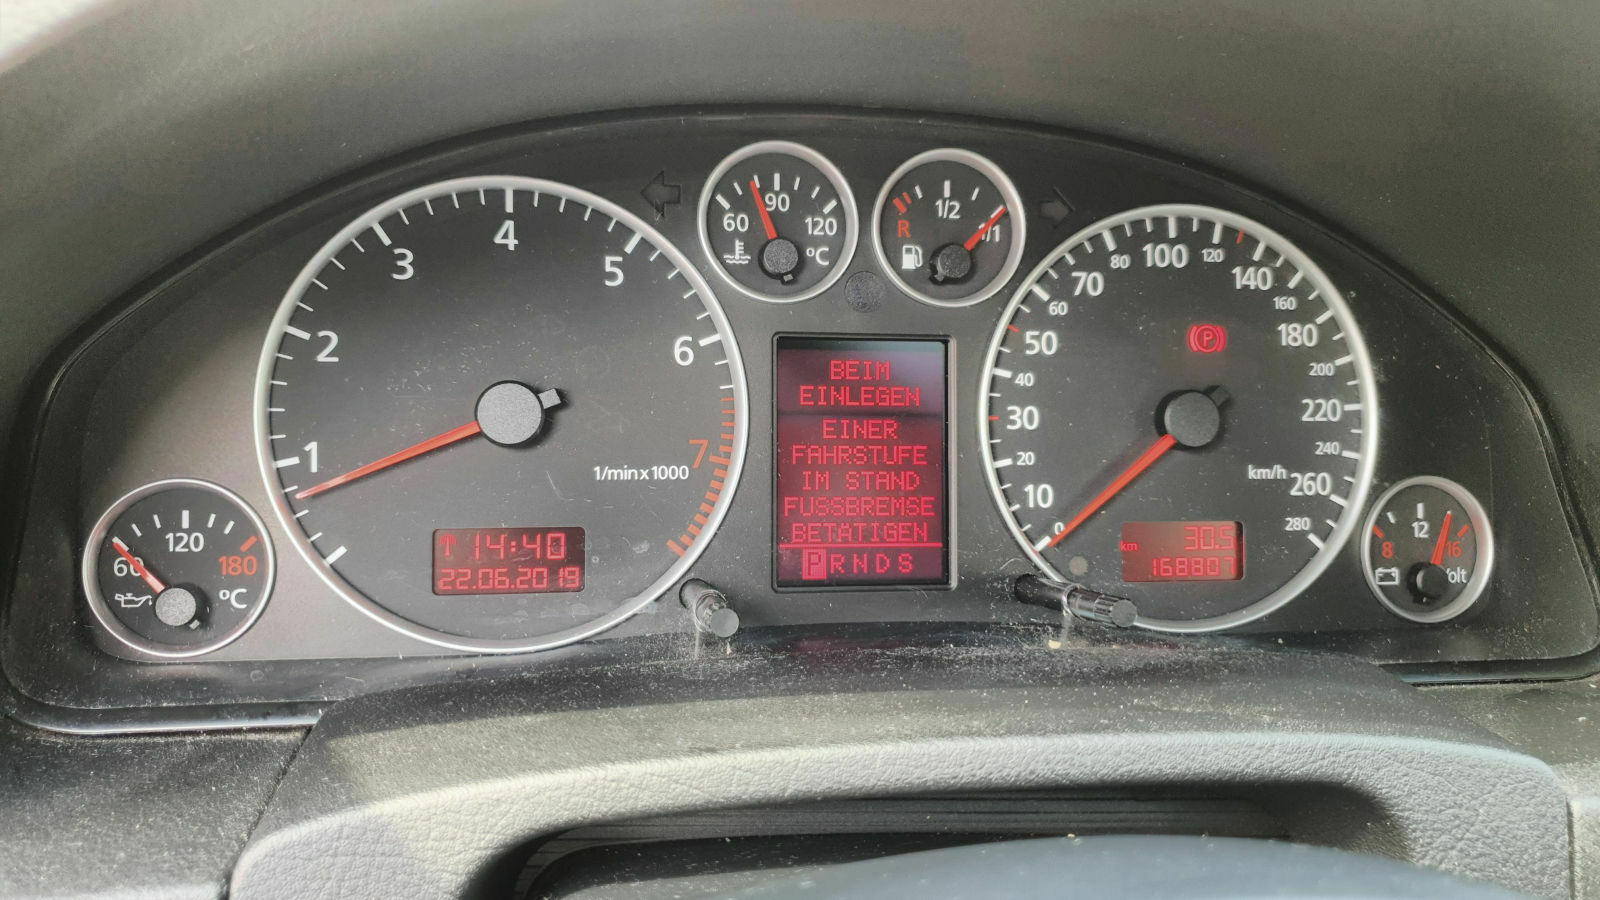 4
3
5
2
6
1
7
1/min x 1000
14:40
22.06.2019
60
120
180
°C
60
90
120
°C
R
1/2
1/1
BEIM
EINLEGEN
EINER
FAHRSTUFE
IM STAND
FUSSBREMSE
BETÄTIGEN
P R N D S
0
10
20
30
40
50
60
70
80
100
120
140
160
180
200
220
240
260
280
km/h
P
km
30.5
168807
8
12
16
Volt